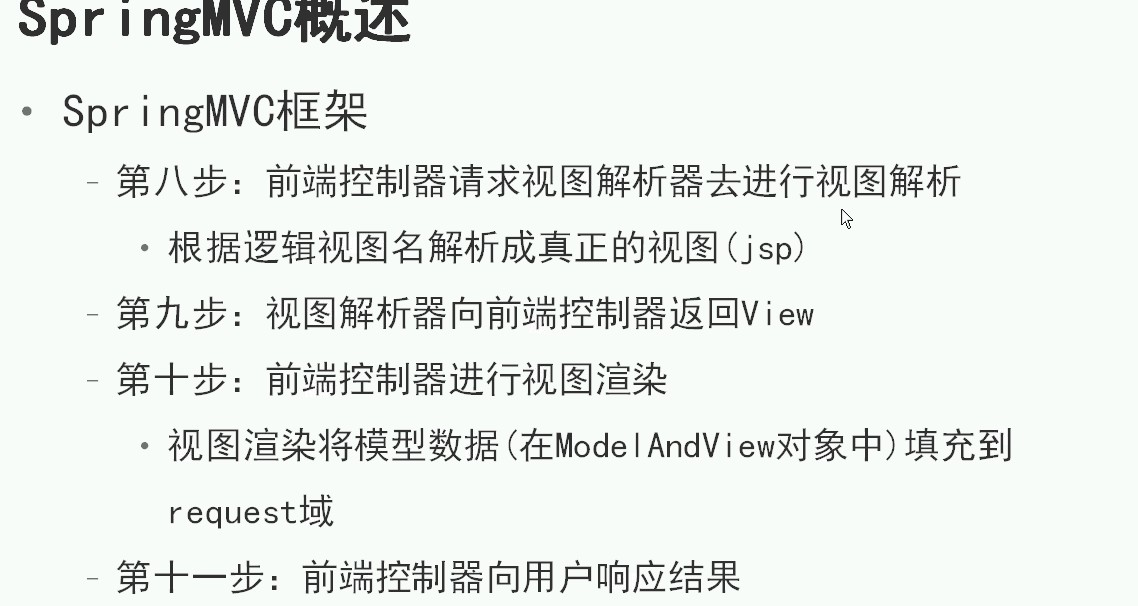 SpringMVC概述
• SpringMVC框架
– 第八步：前端控制器请求视图解析器去进行视图解析
• 根据逻辑视图名解析成真正的视图(jsp)
– 第九步：视图解析器向前端控制器返回View
– 第十步：前端控制器进行视图渲染
• 视图渲染将模型数据(在ModelAndView对象中)填充到
request域
– 第十一步：前端控制器向用户响应结果